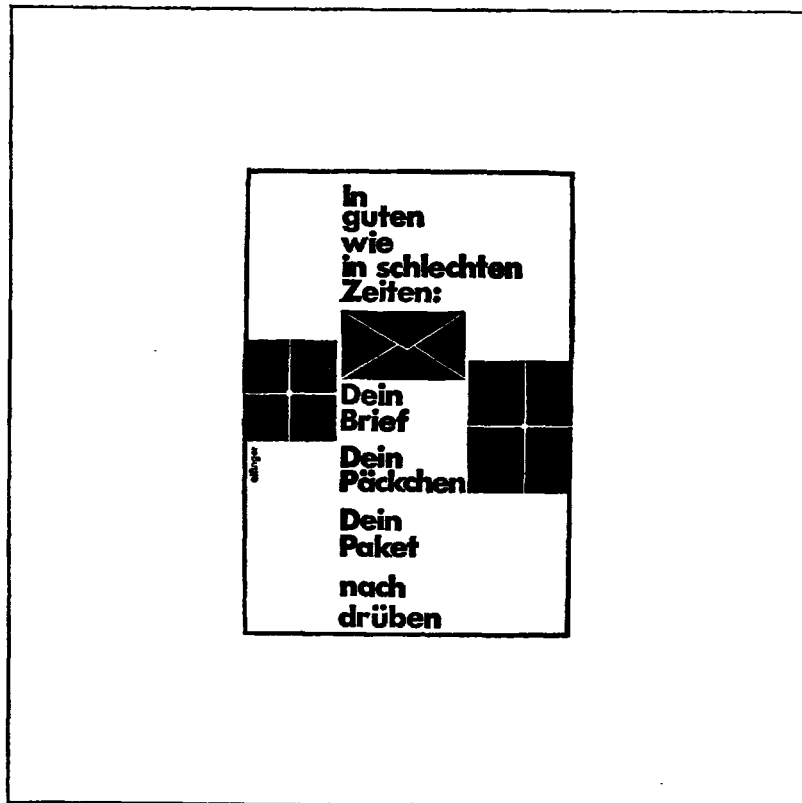 In
guten
wie
in schlechten
Zeiten:
Dein
Brief
Dein
Päckchen
Dein
Paket
nach
drüben